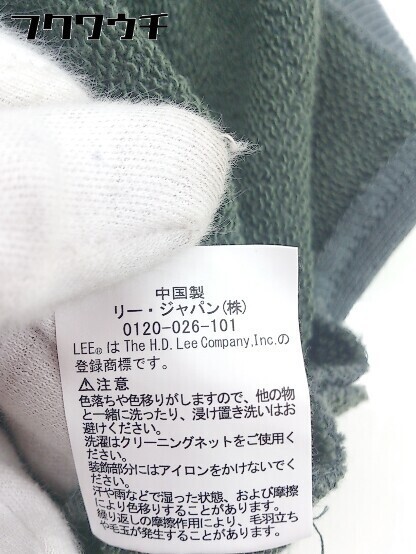 フクウウチ
中国製
リー・ジャパン(株)
0120-026-101
LEE® は The H.D. Lee Company, Inc. の
登録商標です。
⚠注意
色落ちや色移りがしますので、他の物
と一緒に洗ったり、浸け置き洗いはお
避けください。
洗濯はクリーニングネットをご使用く
ださい。
装飾部分にはアイロンをかけないでく
ださい。
汗や雨などで湿った状態、および摩擦
により色移りすることがあります。
繰り返しの摩擦作用により、毛羽立ち
や毛玉が発生することがあります。